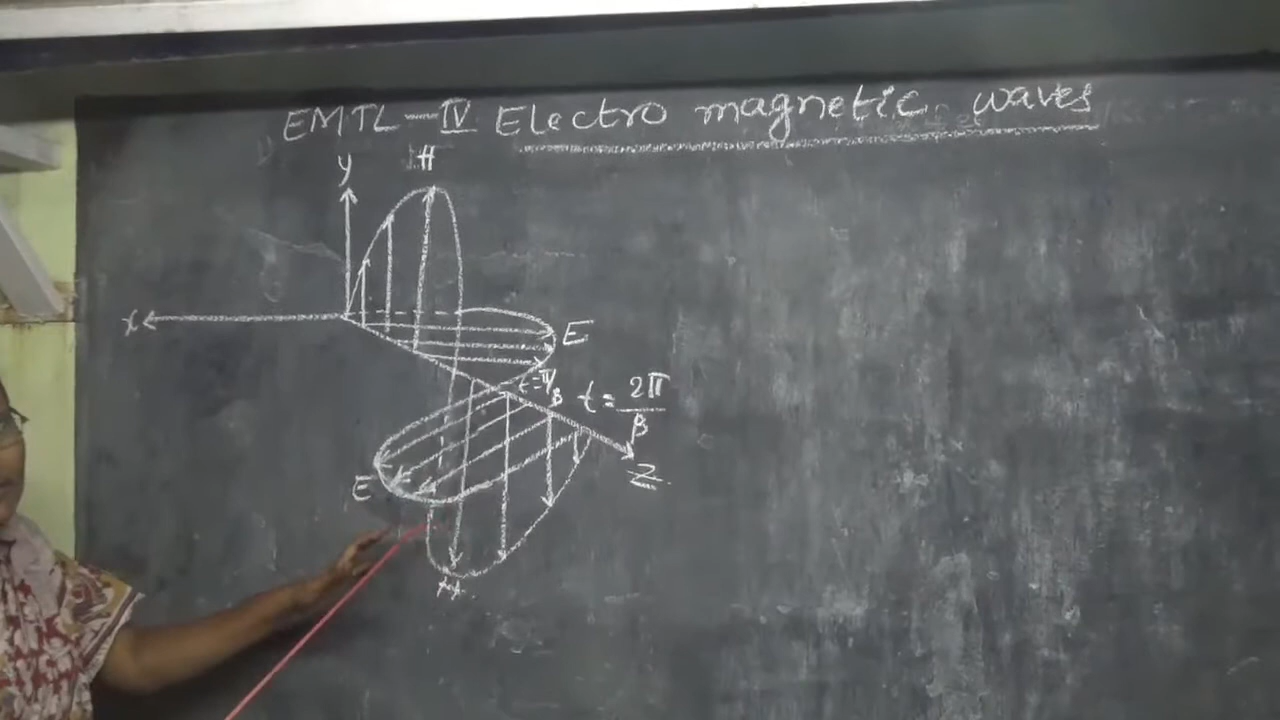 EMTL-IV Electro magnetic waves
y H
x
E
t=π/β t=2π/β
Z
E
H